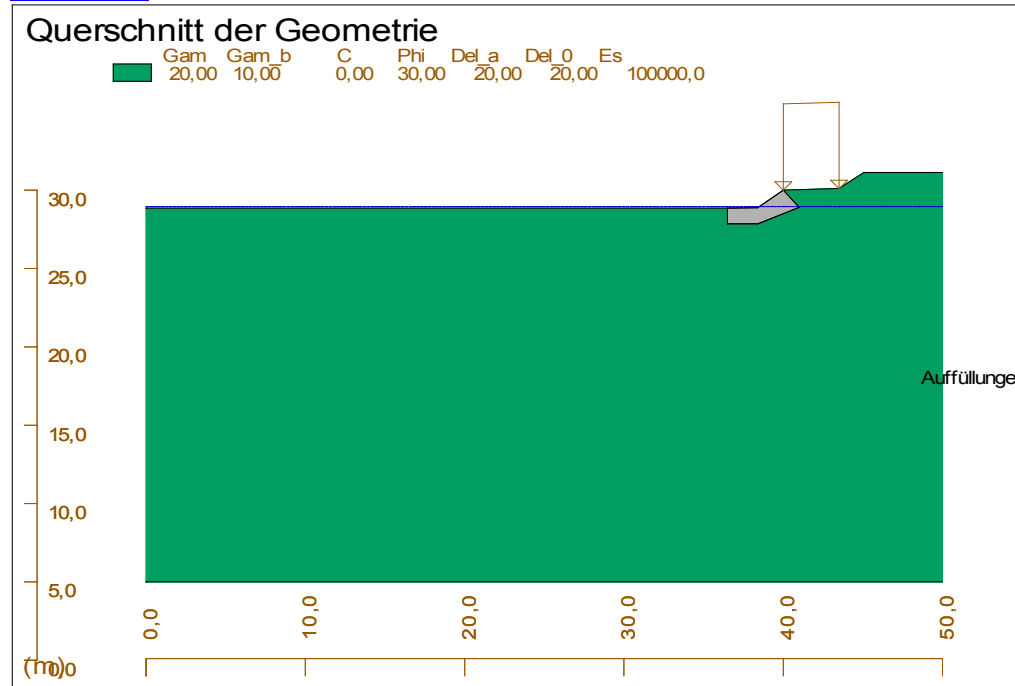 Querschnitt der Geometrie
Gam Gam_b C Phi Del_a Del_0 Es
20,00 10,00 0,00 30,00 20,00 20,00 100000,0
30,0
25,0
20,0
Auffüllunge
15,0
10,0
5,0
0,0 10,0 20,0 30,0 40,0 50,0
(m) 0,0